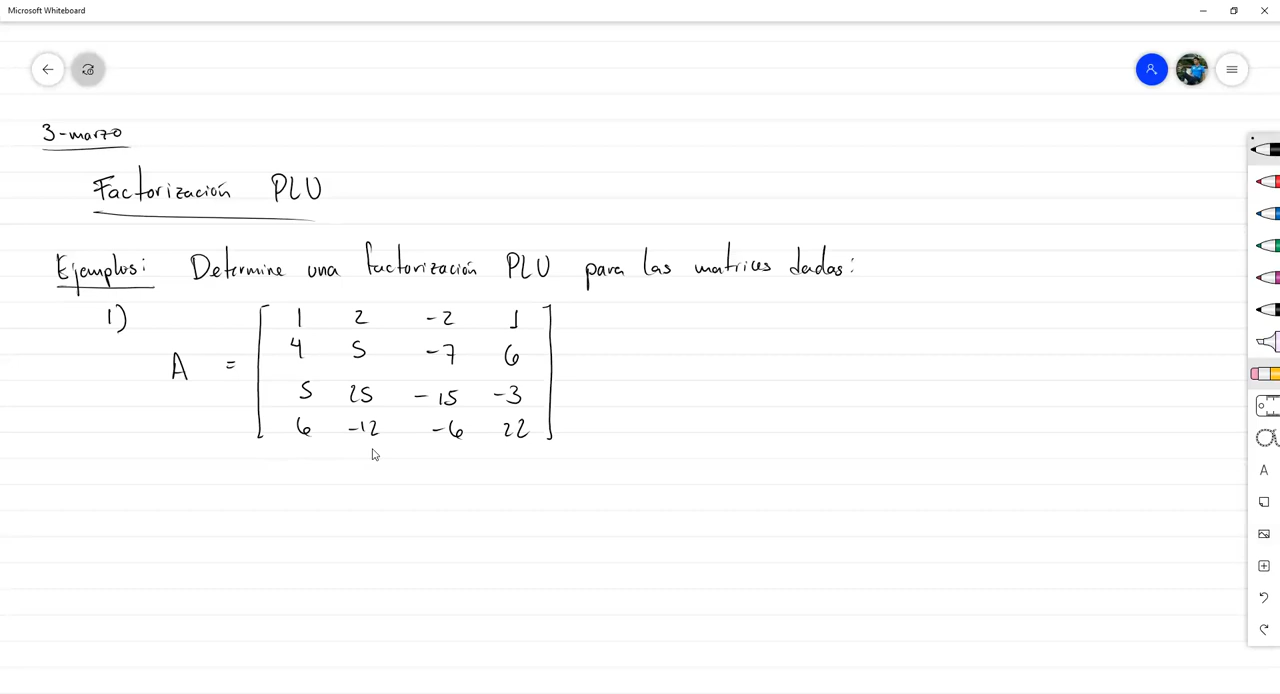 Microsoft Whiteboard
3-marzo
Factorización PLU
Ejemplos: Determine una factorización PLU para las matrices dadas:
1)
A = [ 1 2 -2 1
4 5 -7 6
5 25 -15 -3
6 -12 -6 22 ]
A